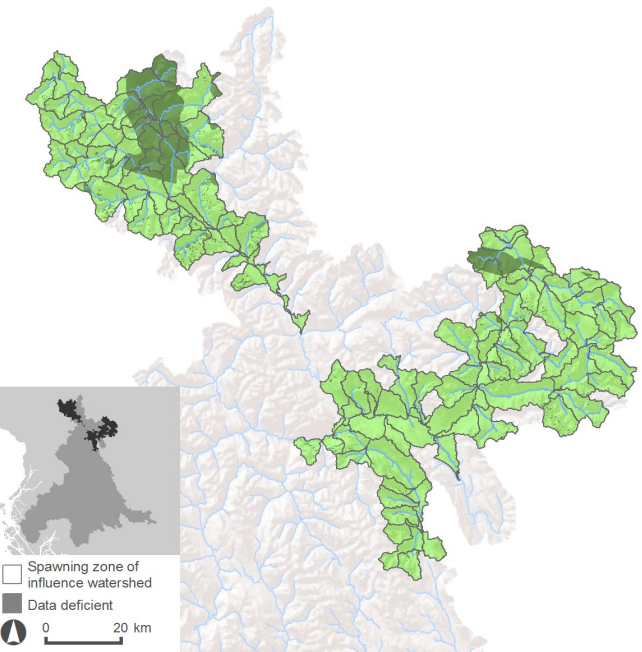 Spawning zone of
influence watershed
Data deficient
0 20 km